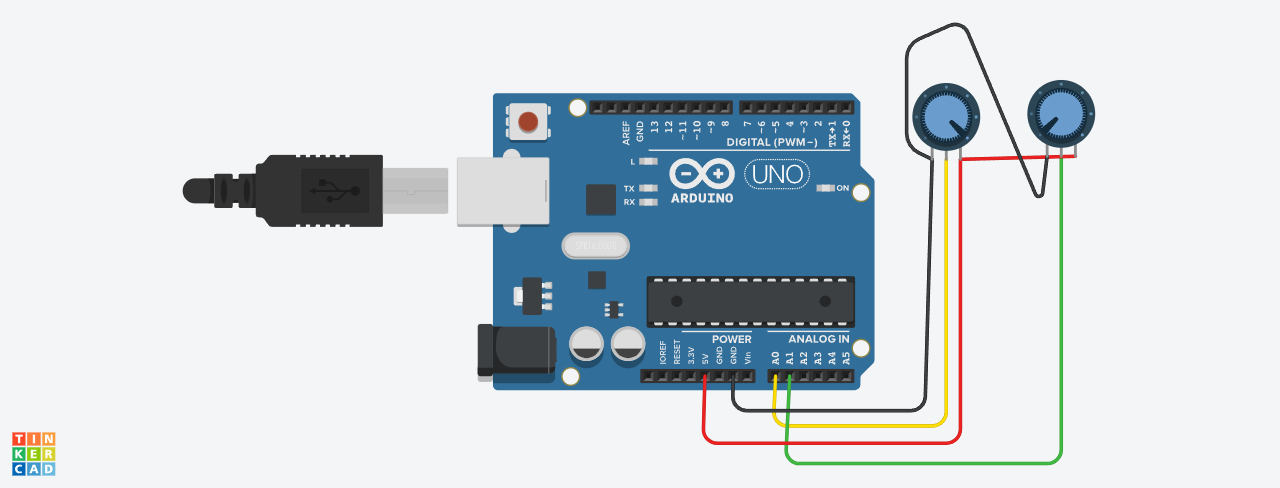 AREF
GND
13
12
~11
~10
~9
8
7
~6
~5
4
~3
2
TX→1
RX←0
DIGITAL (PWM~)
L
TX
RX
ARDUINO
UNO
ON
POWER
ANALOG IN
IOREF
RESET
3.3V
5V
GND
GND
Vin
A0
A1
A2
A3
A4
A5
TIN
KER
CAD